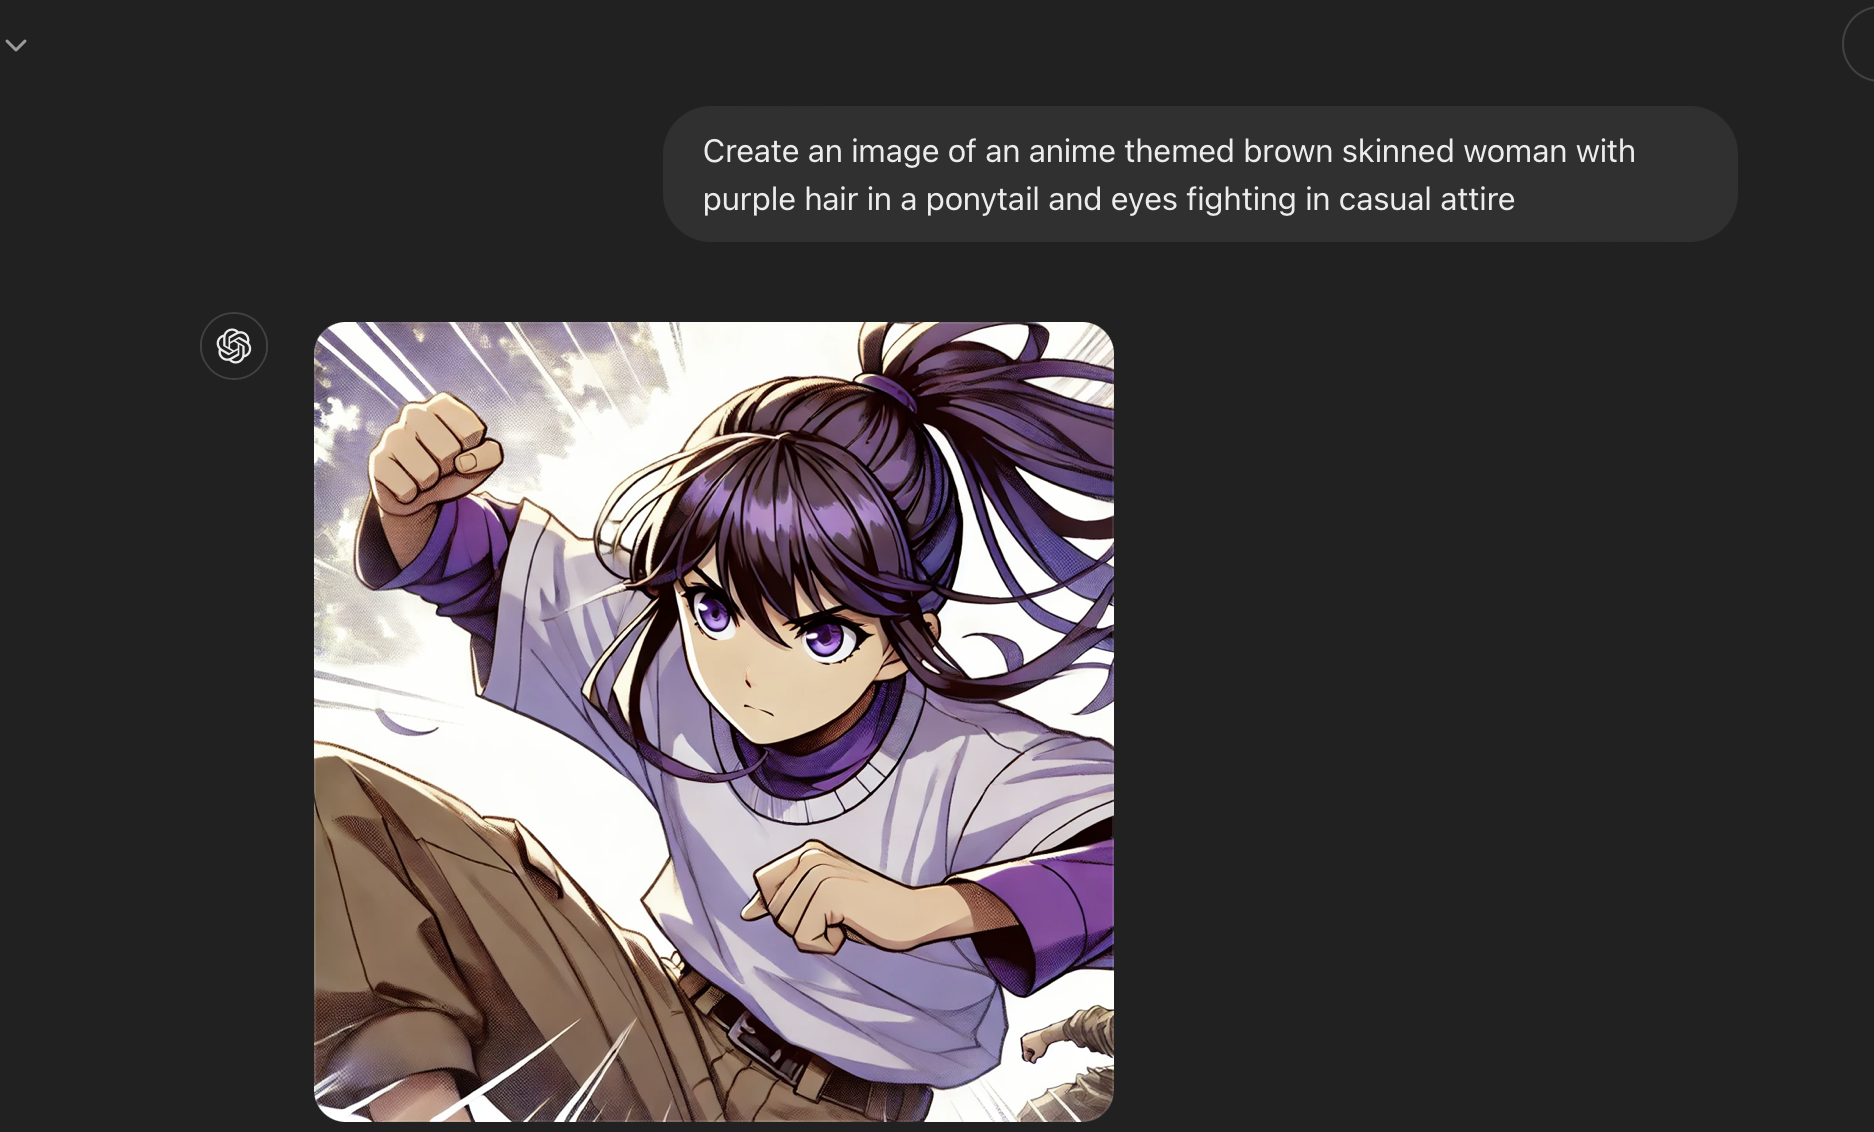 Create an image of an anime themed brown skinned woman with
purple hair in a ponytail and eyes fighting in casual attire